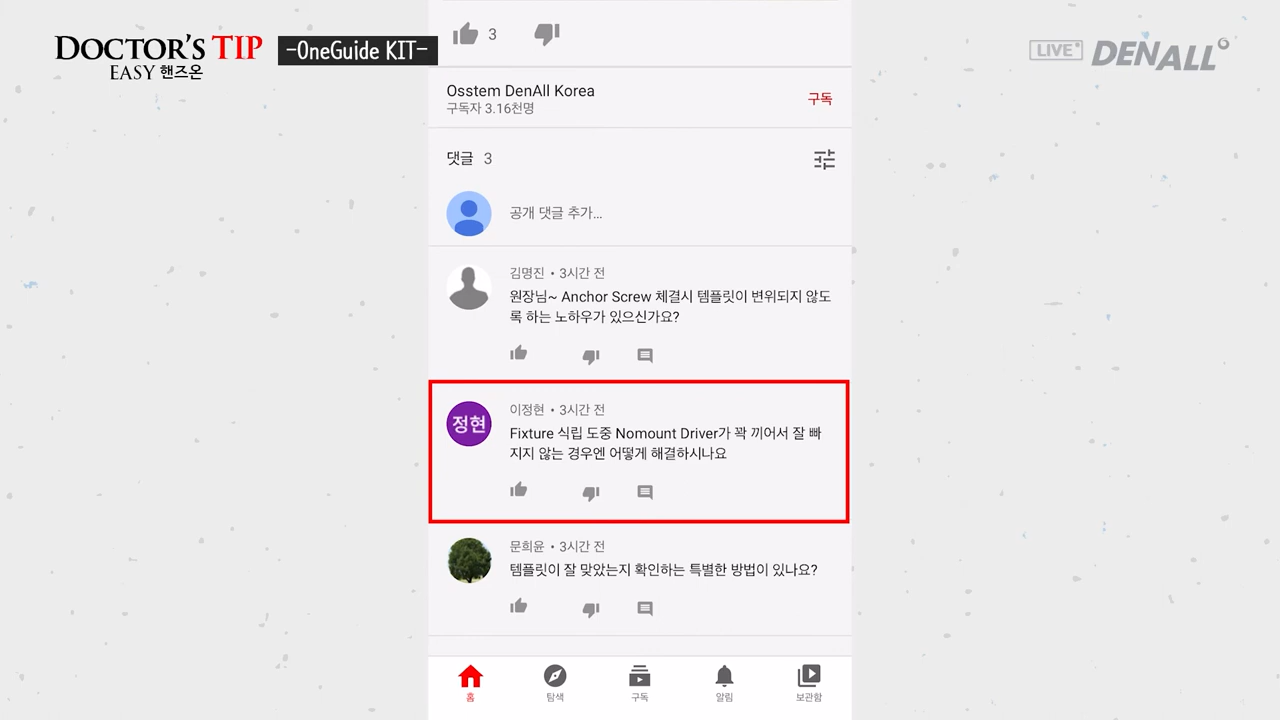 DOCTOR'S TIP
EASY 핸즈온
-OneGuide KIT-
LIVE
DENALL
3
Osstem DenAll Korea
구독자 3.16천명
구독
댓글 3
공개 댓글 추가...
김명진 • 3시간 전
원장님~ Anchor Screw 체결시 템플릿이 변위되지 않도
록 하는 노하우가 있으신가요?
정현
이정현 • 3시간 전
Fixture 식립 도중 Nomount Driver가 꽉 끼어서 잘 빠
지지 않는 경우엔 어떻게 해결하시나요
문희윤 • 3시간 전
템플릿이 잘 맞았는지 확인하는 특별한 방법이 있나요?
홈
탐색
구독
알림
보관함